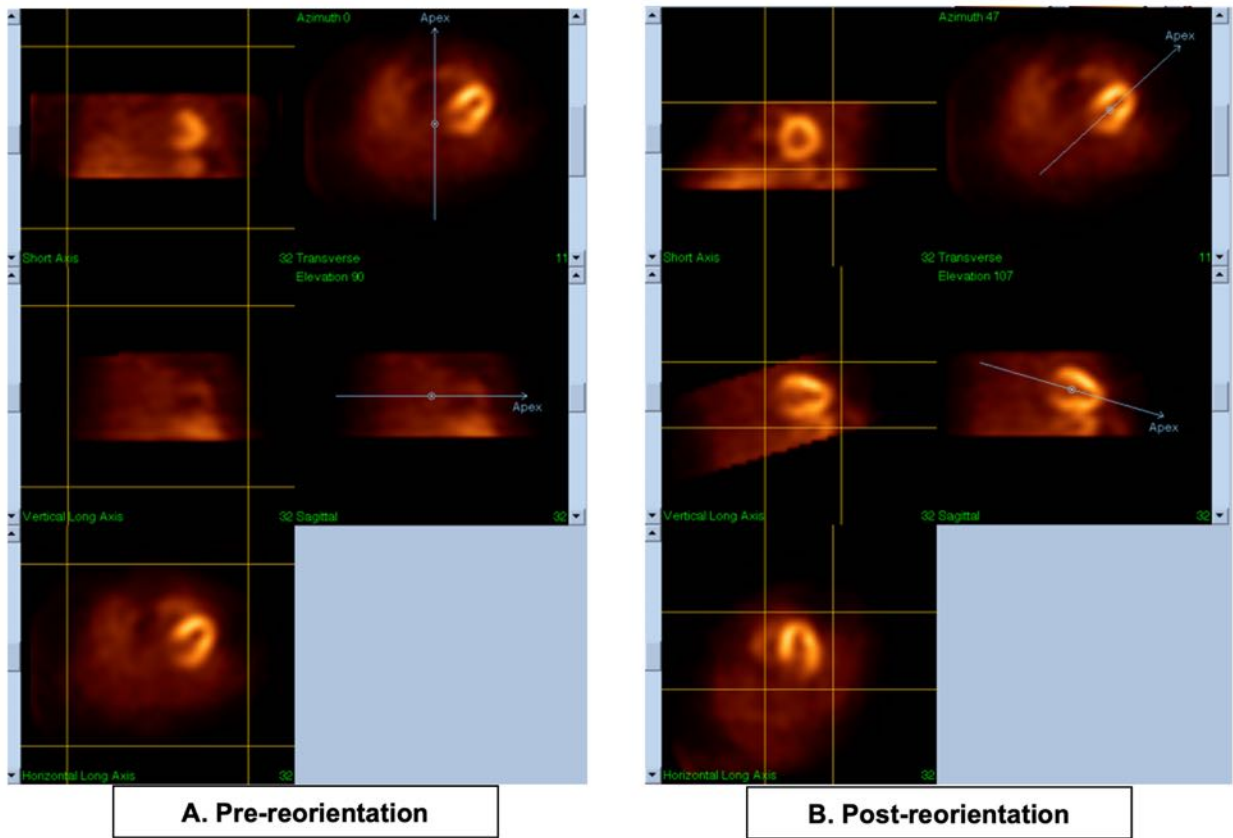 Azimuth 0
Apex
Short Axis 32
Transverse 11
Elevation 90
Apex
Vertical Long Axis 32
Sagittal 32
Horizontal Long Axis 32
A. Pre-reorientation
Azimuth 47
Apex
Short Axis 32
Transverse 11
Elevation 107
Apex
Vertical Long Axis 32
Sagittal 32
Horizontal Long Axis 32
B. Post-reorientation